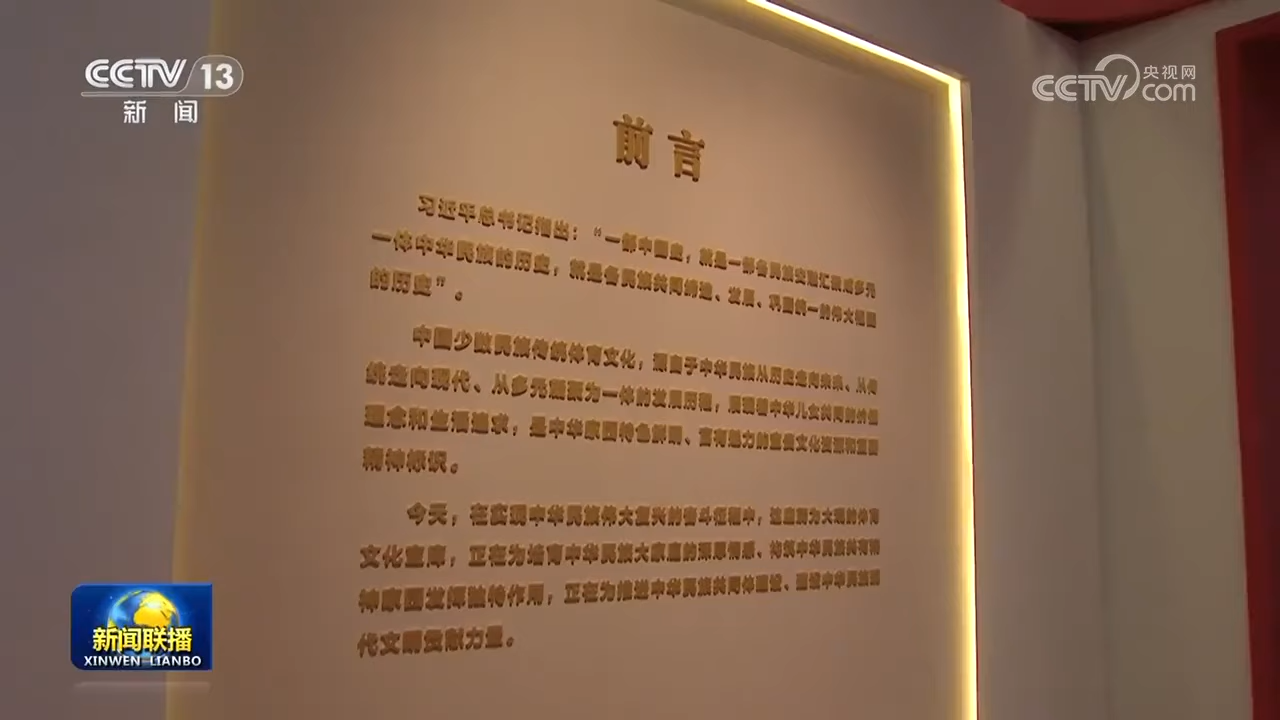 CCTV 13
新闻
央视网
CCTV com
前言
习近平总书记指出：“一部中国史，就是一部各民族交融汇聚成多元
一体中华民族的历史，就是各民族共同缔造、发展、巩固统一的伟大祖国
的历史”。
中国少数民族传统体育文化，源自于中华民族从历史走向未来、从传
统走向现代、从多元凝聚为一体的发展历程，展现着中华儿女共同的价值
理念和生活追求，是中华家园特色鲜明、富有魅力的重要文化资源和重要
精神标识。
今天，在实现中华民族伟大复兴的奋斗征程中，这座蔚为大观的体育
文化宝库，正在为培育中华民族大家庭的深厚情感、构筑中华民族共有精
神家园发挥独特作用，正在为推进中华民族共同体建设、建设中华民族现
代文明贡献力量。
新闻联播
XINWEN LIANBO